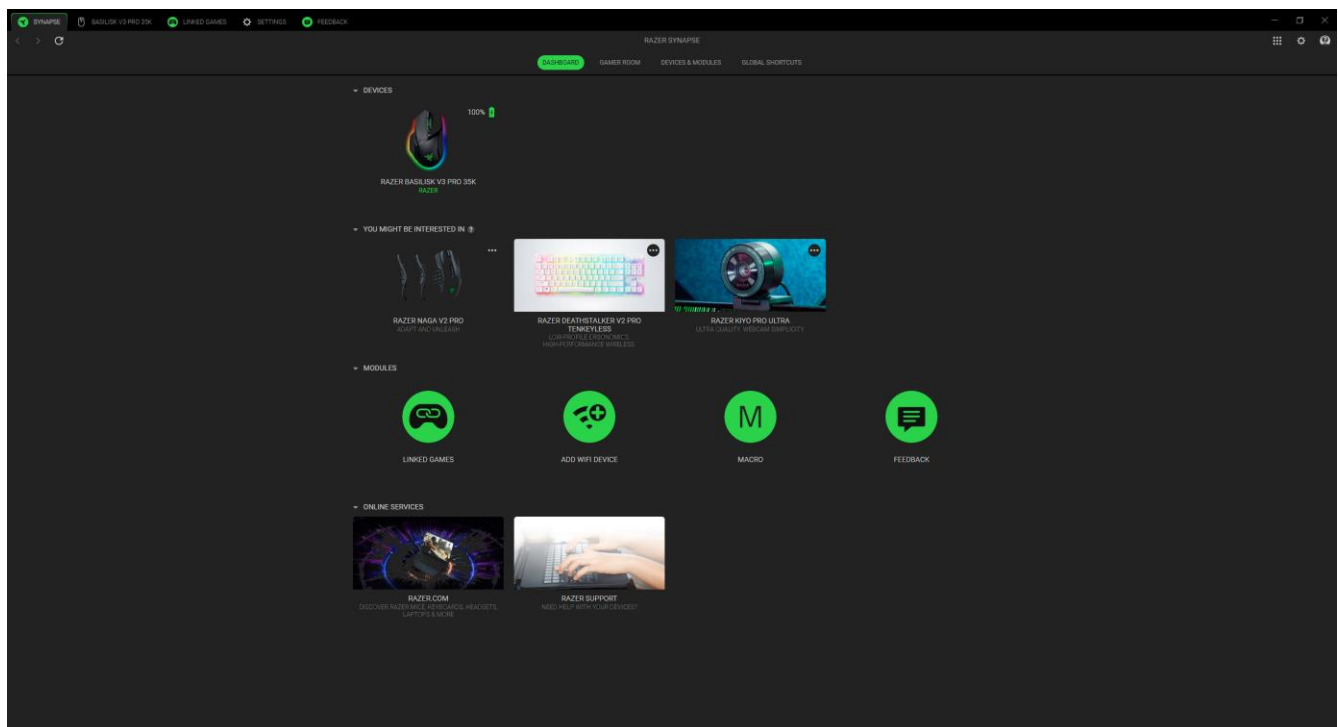 SYNAPSE
BASILISK V3 PRO 35K
LINKED GAMES
SETTINGS
FEEDBACK
RAZER SYNAPSE
DASHBOARD
GAMER ROOM
DEVICES & MODULES
GLOBAL SHORTCUTS
DEVICES
100%
RAZER BASILISK V3 PRO 35K
RAZER
YOU MIGHT BE INTERESTED IN ?
RAZER NAGA V2 PRO
ADAPT AND UNLEASH
RAZER DEATHSTALKER V2 PRO
TENKEYLESS
LOW-PROFILE ERGONOMICS.
HIGH-PERFORMANCE WIRELESS.
RAZER KIYO PRO ULTRA
ULTRA QUALITY. WEBCAM SIMPLICITY
MODULES
M
LINKED GAMES
ADD WIFI DEVICE
MACRO
FEEDBACK
ONLINE SERVICES
RAZER.COM
DISCOVER RAZER MICE, KEYBOARDS, HEADSETS,
LAPTOPS & MORE
RAZER SUPPORT
NEED HELP WITH YOUR DEVICES?